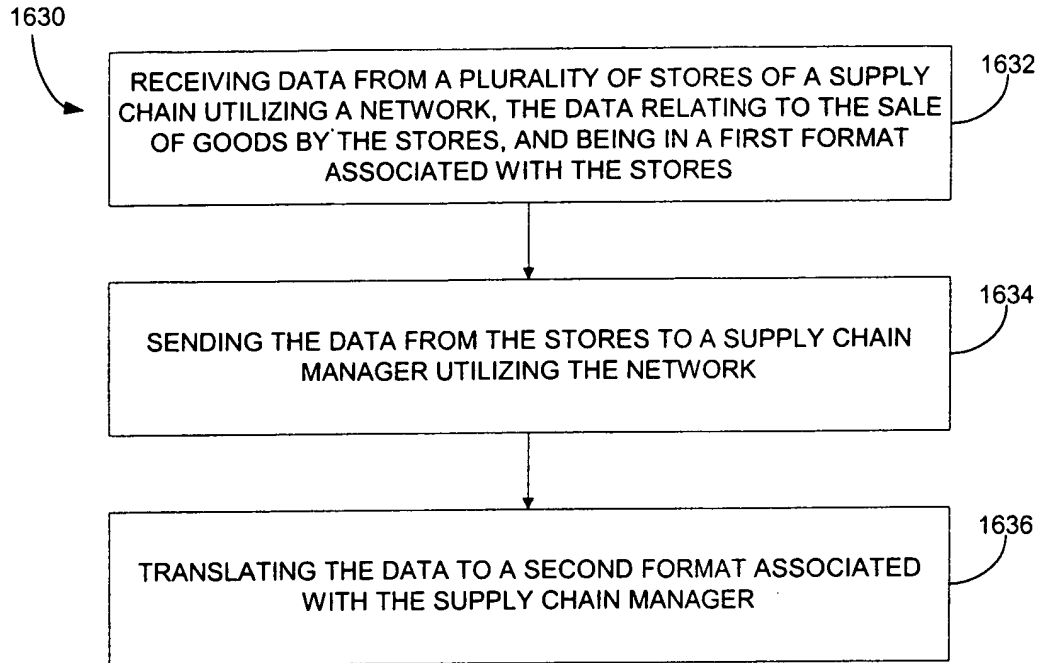 1630
RECEIVING DATA FROM A PLURALITY OF STORES OF A SUPPLY
CHAIN UTILIZING A NETWORK, THE DATA RELATING TO THE SALE
OF GOODS BY THE STORES, AND BEING IN A FIRST FORMAT
ASSOCIATED WITH THE STORES
1632
SENDING THE DATA FROM THE STORES TO A SUPPLY CHAIN
MANAGER UTILIZING THE NETWORK
1634
TRANSLATING THE DATA TO A SECOND FORMAT ASSOCIATED
WITH THE SUPPLY CHAIN MANAGER
1636